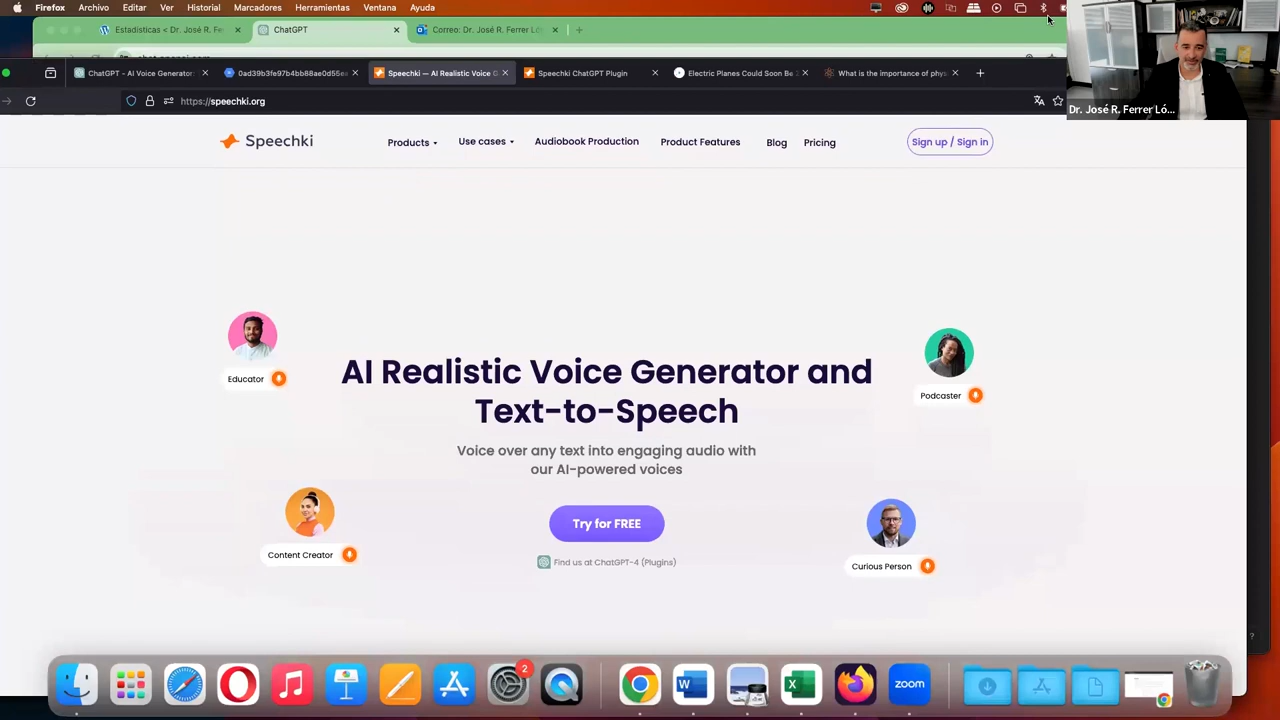 Firefox Archivo Editar Ver Historial Marcadores Herramientas Ventana Ayuda
Estadísticas < Dr. José R. Fe
ChatGPT
Correo: Dr. José R. Ferrer Ló
ChatGPT - AI Voice Generator
0ad39b3fe97b4bb88ae0d55e
Speechki — AI Realistic Voice G
Speechki ChatGPT Plugin
Electric Planes Could Soon Be
What is the importance of phys
https://speechki.org
Dr. José R. Ferrer Ló...
Speechki
Products Use cases Audiobook Production Product Features Blog Pricing Sign up / Sign in
Educator
Podcaster
AI Realistic Voice Generator and
Text-to-Speech
Voice over any text into engaging audio with
our AI-powered voices
Try for FREE
Content Creator
Find us at ChatGPT-4 (Plugins)
Curious Person
2
W
X
zoom
?